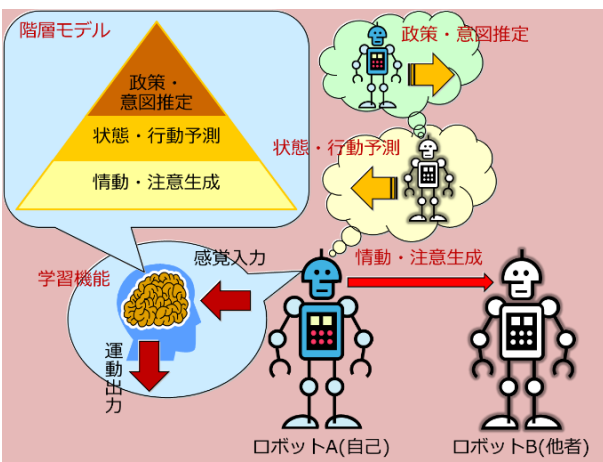 階層モデル
政策・
意図推定
状態・行動予測
情動・注意生成
政策・意図推定
状態・行動予測
学習機能
感覚入力
情動・注意生成
運動出力
ロボットA(自己)
ロボットB(他者)